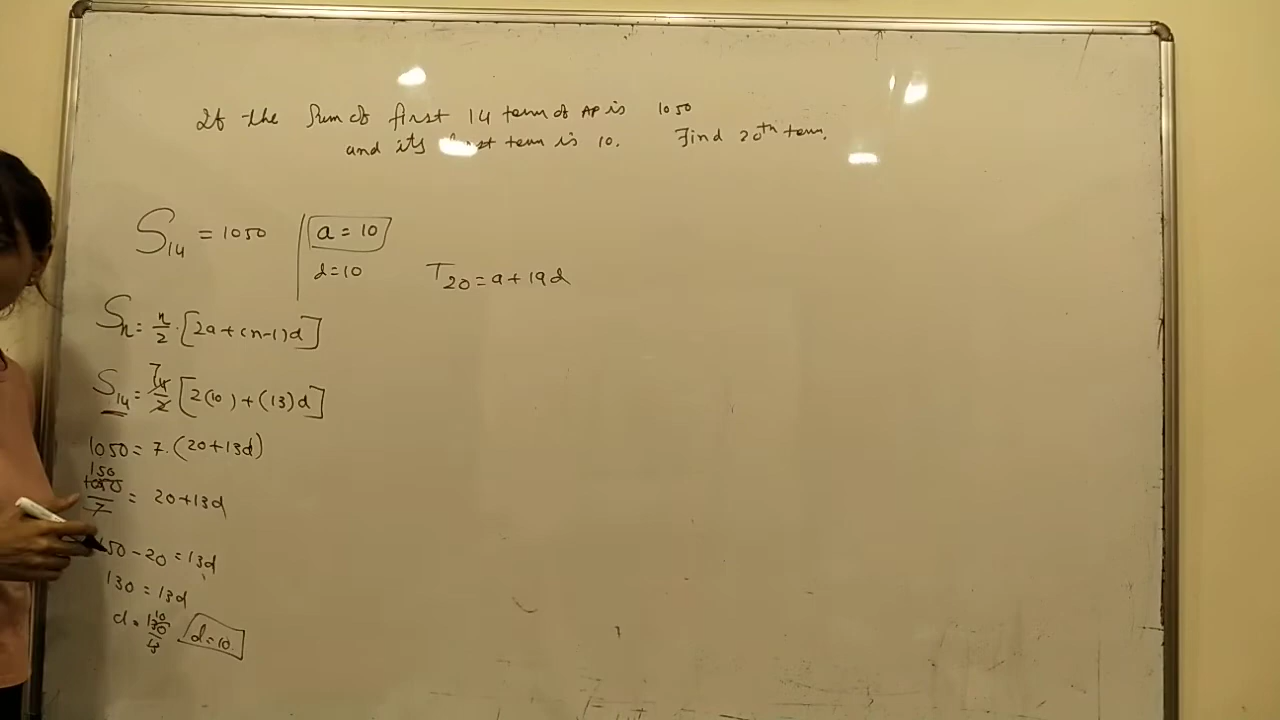 If the Sum of first 14 term of AP is 1050
and its first term is 10. Find 20th term.
S14 = 1050
a = 10
d = 10
T20 = a + 19d
Sn = n/2 · [2a + (n-1)d]
S14 = 14/2 7 [2(10) + (13)d]
1050 = 7 · (20 + 13d)
150
1050/7 = 20 + 13d
150 - 20 = 13d
130 = 13d
d = 130/13 10 d = 10.